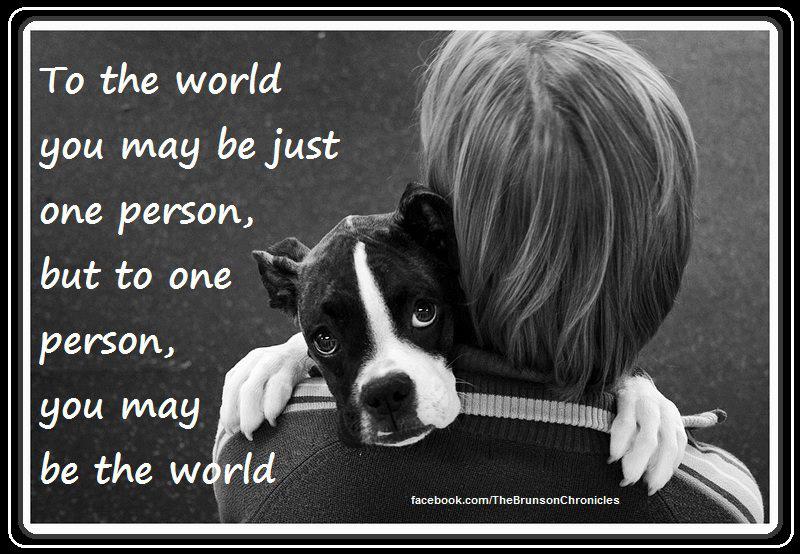 To the world
you may be just
one person,
but to one
person,
you may
be the world
facebook.com/TheBrunsonChronicles